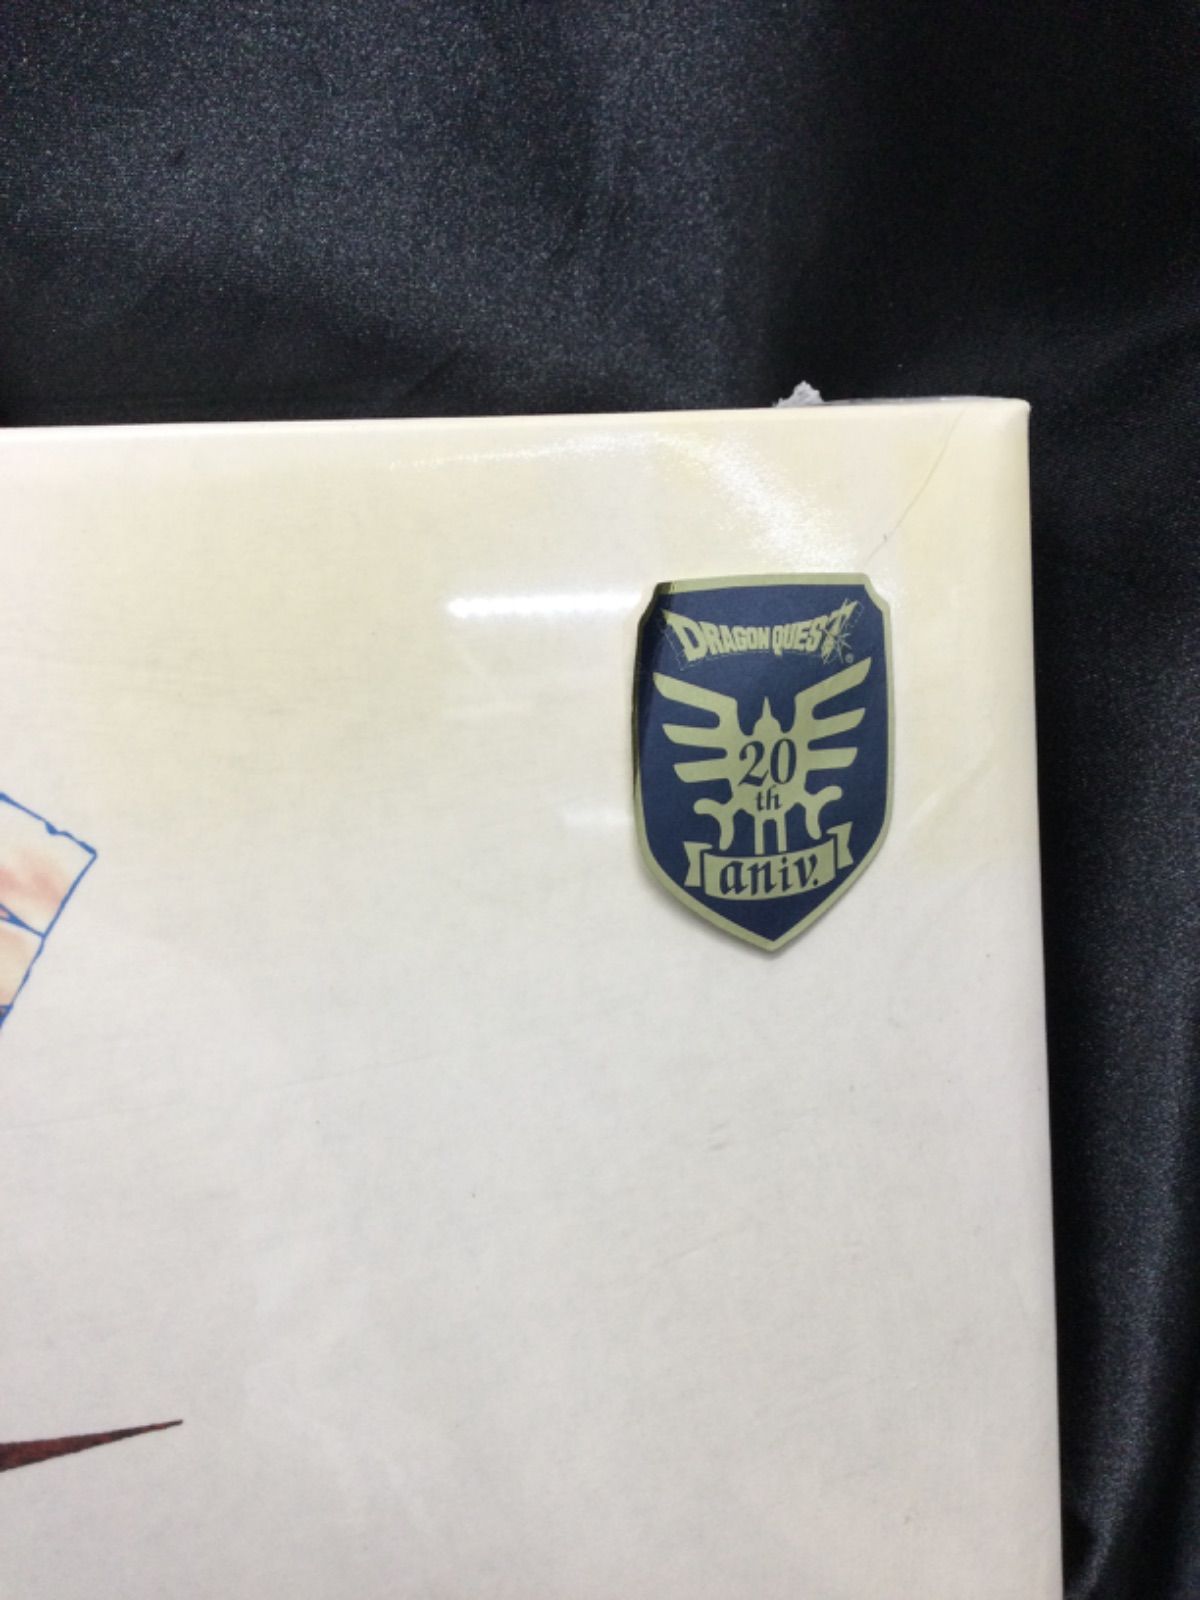 DRAGON QUEST®
20
th
aniv.